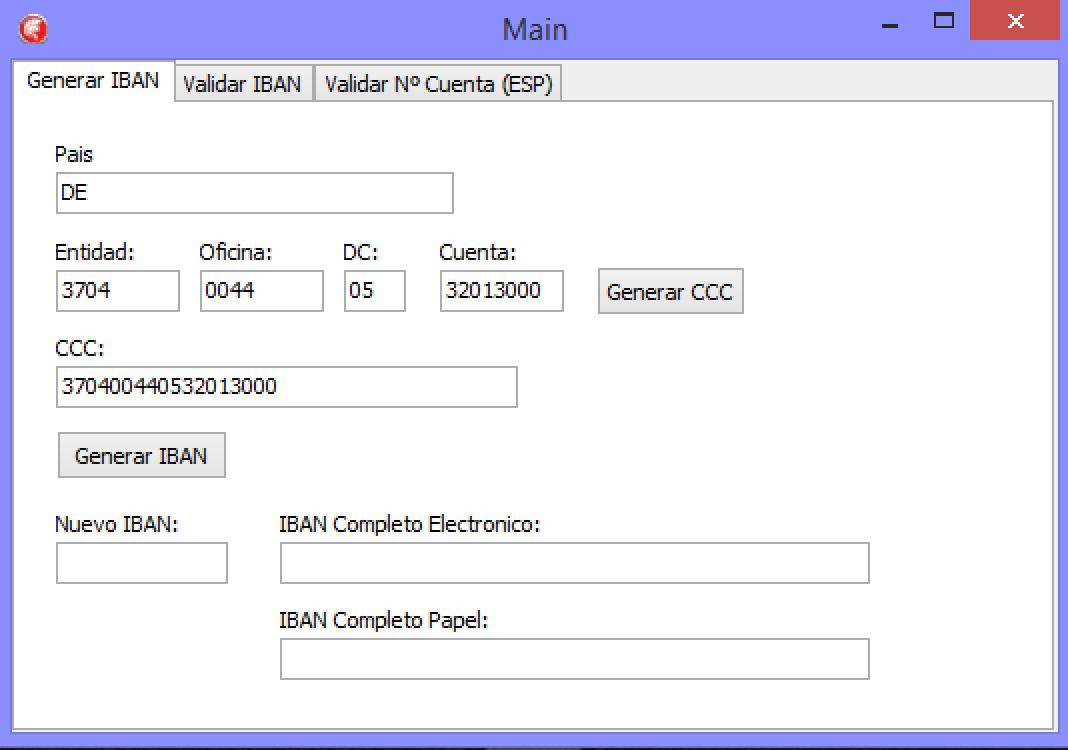 Main
Generar IBAN Validar IBAN Validar Nº Cuenta (ESP)
Pais
DE
Entidad: Oficina: DC: Cuenta:
3704 0044 05 32013000 Generar CCC
CCC:
370400440532013000
Generar IBAN
Nuevo IBAN: IBAN Completo Electronico:
IBAN Completo Papel: